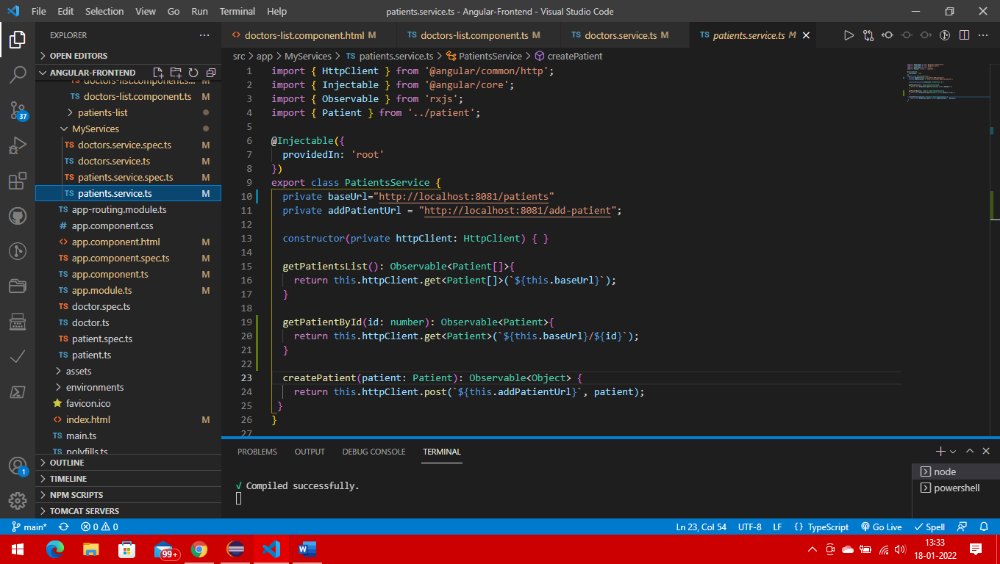 File Edit Selection View Go Run Terminal Help
patients.service.ts - Angular-Frontend - Visual Studio Code
EXPLORER
OPEN EDITORS
ANGULAR-FRONTEND
doctors-list.component.... M
TS doctors-list.component.ts M
patients-list
MyServices
TS doctors.service.spec.ts M
TS doctors.service.ts M
TS patients.service.spec.ts M
TS patients.service.ts M
TS app-routing.module.ts
# app.component.css
<> app.component.html M
TS app.component.spec.ts M
TS app.component.ts M
TS app.module.ts M
TS doctor.spec.ts
TS doctor.ts
TS patient.spec.ts
TS patient.ts
assets
environments
favicon.ico
<> index.html M
TS main.ts
TS polyfills.ts
OUTLINE
TIMELINE
NPM SCRIPTS
TOMCAT SERVERS
37
1
<> doctors-list.component.html M
TS doctors-list.component.ts M
TS doctors.service.ts M
TS patients.service.ts M
src > app > MyServices > TS patients.service.ts > PatientsService > createPatient
1 import { HttpClient } from '@angular/common/http';
2 import { Injectable } from '@angular/core';
3 import { Observable } from 'rxjs';
4 import { Patient } from '../patient';
5
6 @Injectable({
7 providedIn: 'root'
8 })
9 export class PatientsService {
10 private baseUrl="http://localhost:8081/patients"
11 private addPatientUrl = "http://localhost:8081/add-patient";
12
13 constructor(private httpClient: HttpClient) { }
14
15 getPatientsList(): Observable<Patient[]>{
16 return this.httpClient.get<Patient[]>(`${this.baseUrl}`);
17 }
18
19 getPatientById(id: number): Observable<Patient>{
20 return this.httpClient.get<Patient>(`${this.baseUrl}/${id}`);
21 }
22
23 createPatient(patient: Patient): Observable<Object> {
24 return this.httpClient.post(`${this.addPatientUrl}`, patient);
25 }
26 }
27
PROBLEMS OUTPUT DEBUG CONSOLE TERMINAL
√ Compiled successfully.
node
powershell
main* 0 0 Ln 23, Col 54 UTF-8 LF {} TypeScript Go Live Spell
99+
W
13:33
18-01-2022